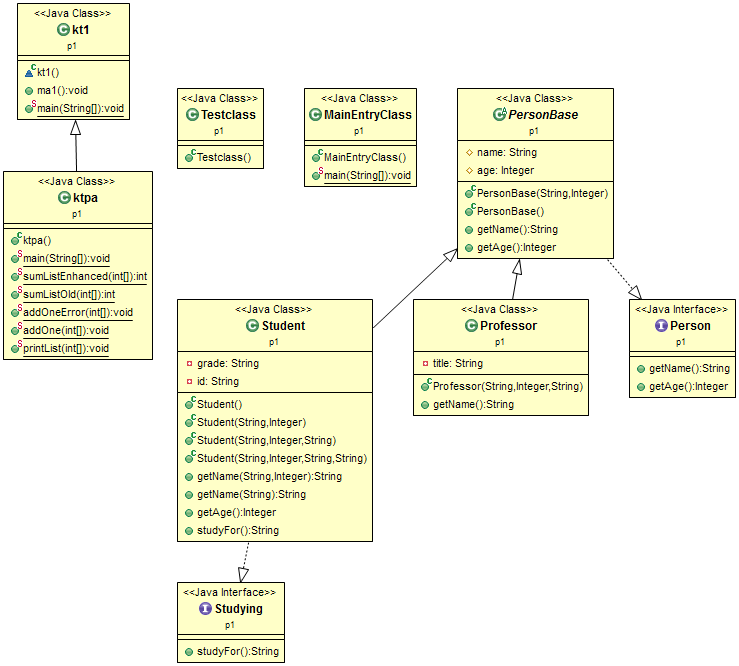 <<Java Class>>
kt1
p1
kt1()
ma1():void
main(String[]):void
<<Java Class>>
ktpa
p1
ktpa()
main(String[]):void
sumListEnhanced(int[]):int
sumListOld(int[]):int
addOneError(int[]):void
addOne(int[]):void
printList(int[]):void
<<Java Class>>
Testclass
p1
Testclass()
<<Java Class>>
MainEntryClass
p1
MainEntryClass()
main(String[]):void
<<Java Class>>
PersonBase
p1
name: String
age: Integer
PersonBase(String,Integer)
PersonBase()
getName():String
getAge():Integer
<<Java Class>>
Student
p1
grade: String
id: String
Student()
Student(String,Integer)
Student(String,Integer,String)
Student(String,Integer,String,String)
getName(String,Integer):String
getName(String):String
getAge():Integer
studyFor():String
<<Java Class>>
Professor
p1
title: String
Professor(String,Integer,String)
getName():String
<<Java Interface>>
Person
p1
getName():String
getAge():Integer
<<Java Interface>>
Studying
p1
studyFor():String